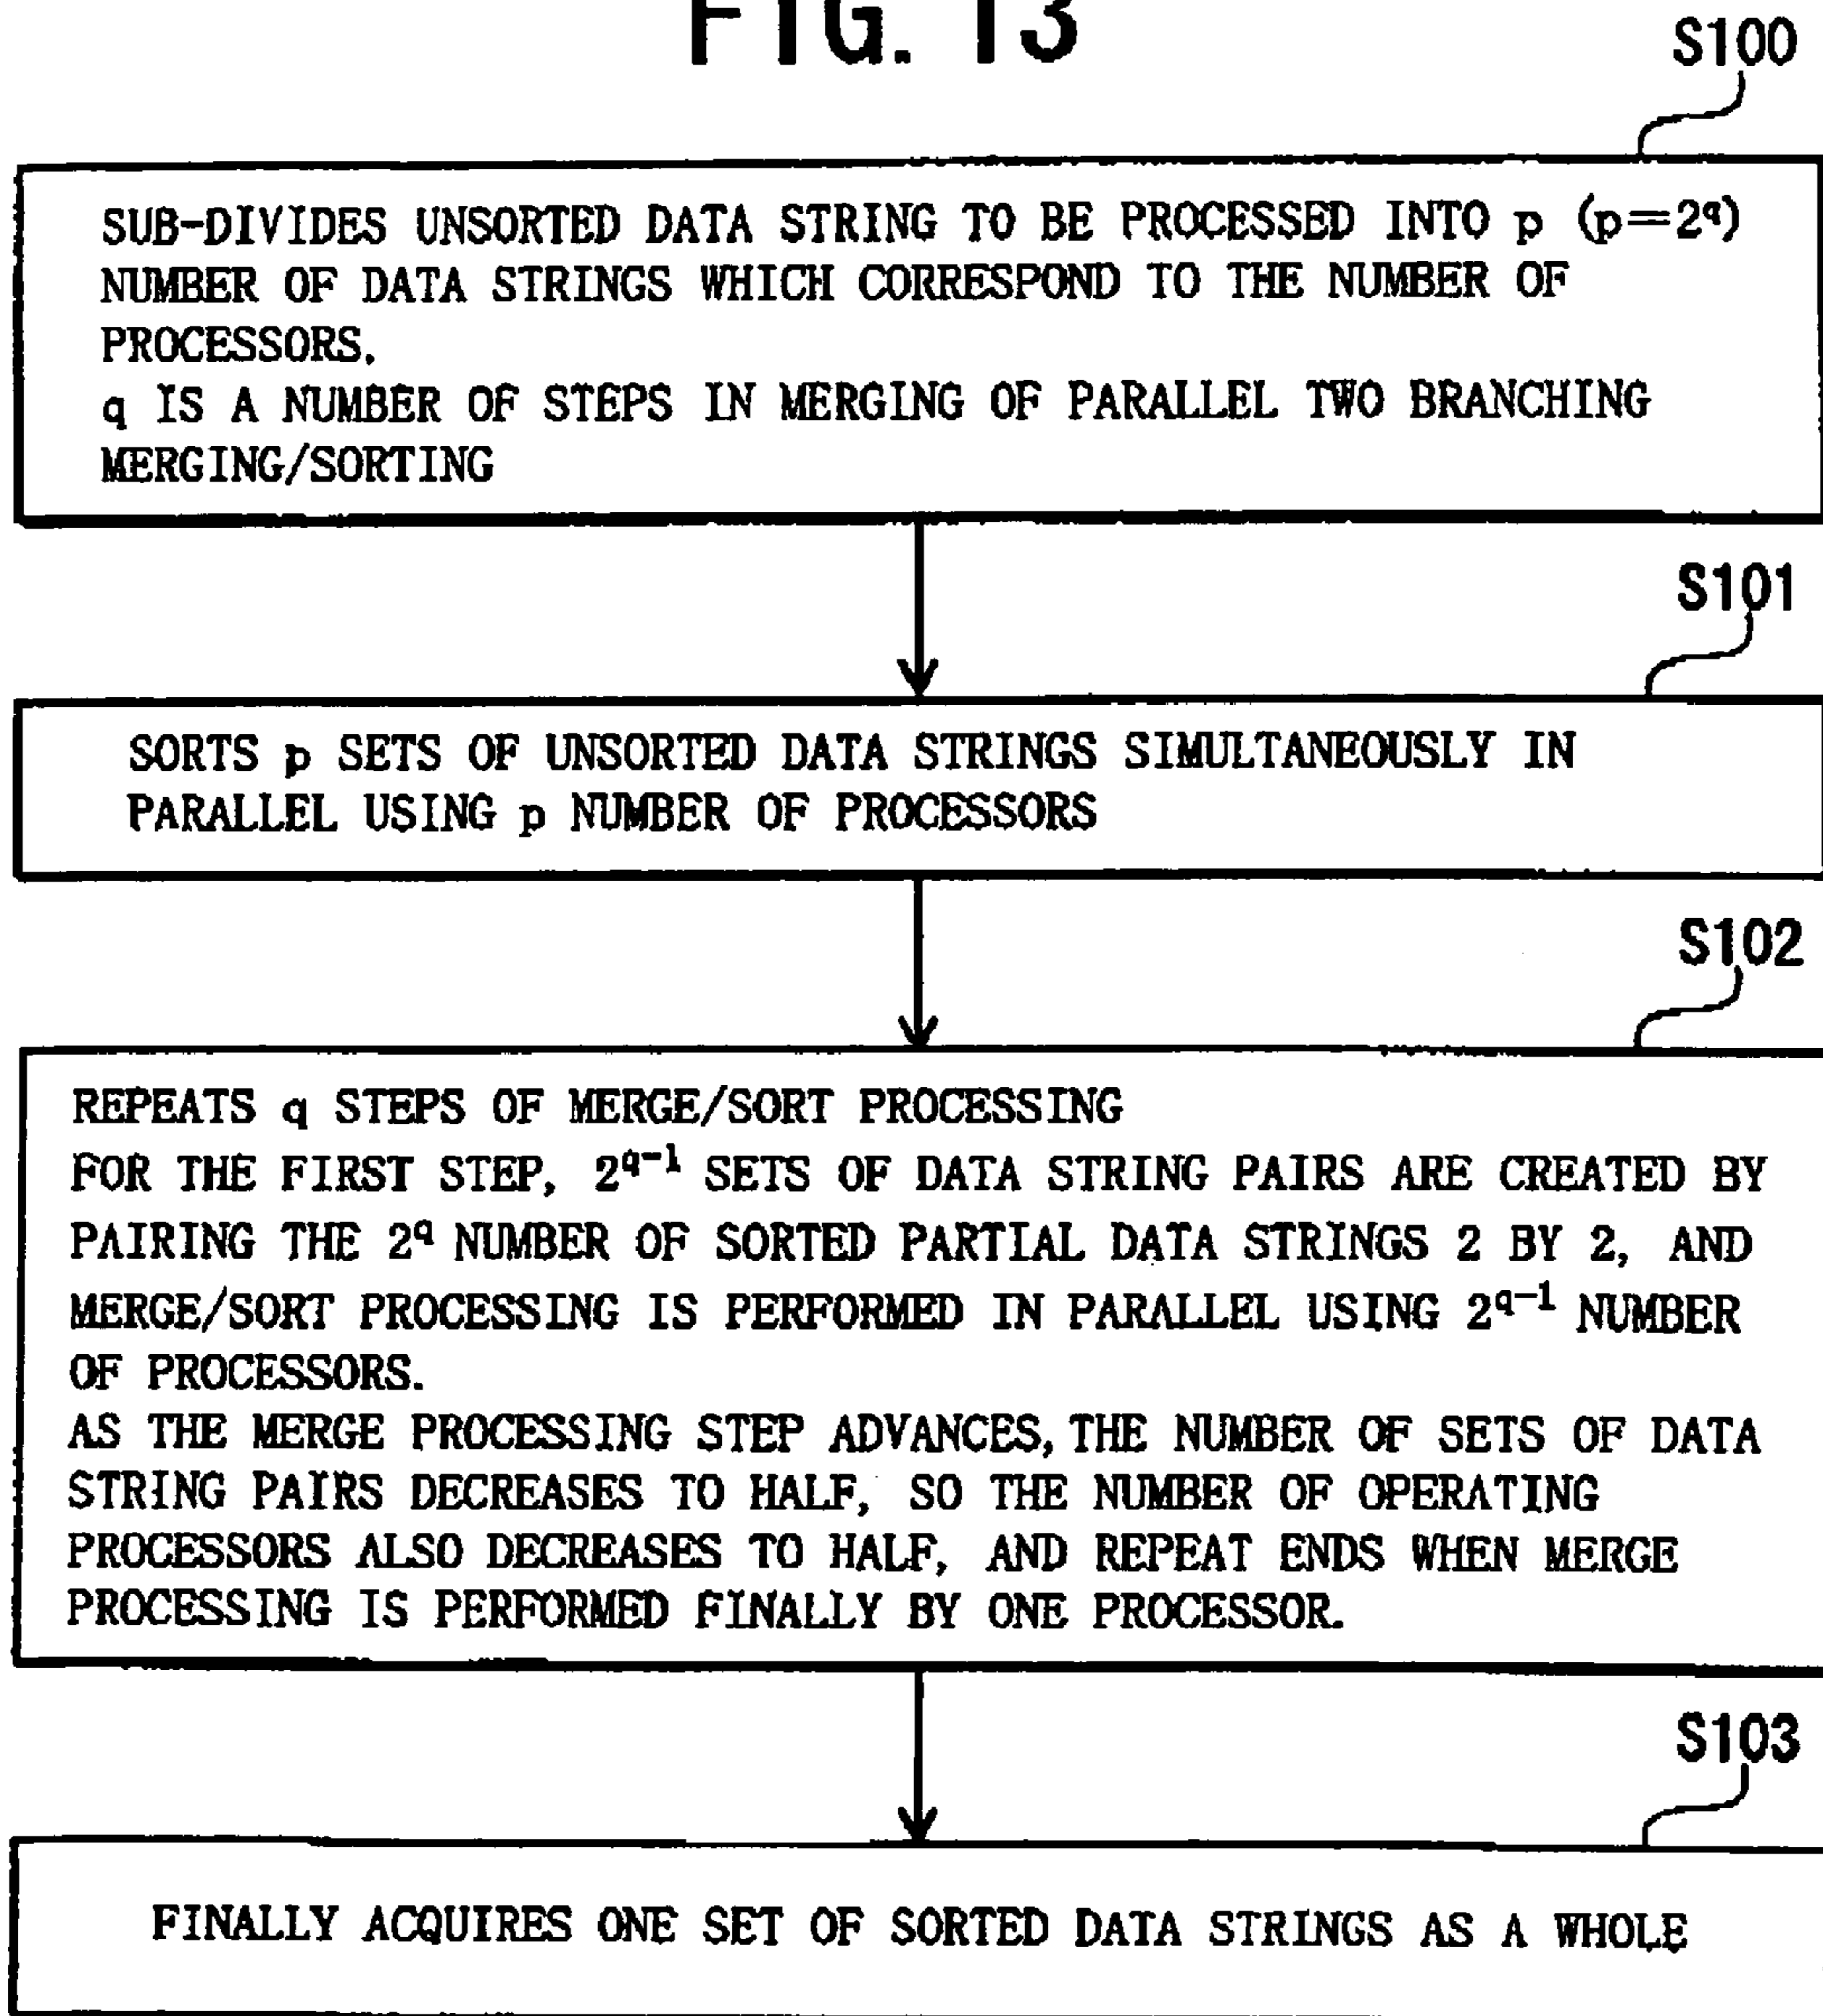 FIG. 13
S100
SUB-DIVIDES UNSORTED DATA STRING TO BE PROCESSED INTO p (p=2^q)
NUMBER OF DATA STRINGS WHICH CORRESPOND TO THE NUMBER OF
PROCESSORS.
q IS A NUMBER OF STEPS IN MERGING OF PARALLEL TWO BRANCHING
MERGING/SORTING
S101
SORTS p SETS OF UNSORTED DATA STRINGS SIMULTANEOUSLY IN
PARALLEL USING p NUMBER OF PROCESSORS
S102
REPEATS q STEPS OF MERGE/SORT PROCESSING
FOR THE FIRST STEP, 2^q-1 SETS OF DATA STRING PAIRS ARE CREATED BY
PAIRING THE 2^q NUMBER OF SORTED PARTIAL DATA STRINGS 2 BY 2, AND
MERGE/SORT PROCESSING IS PERFORMED IN PARALLEL USING 2^q-1 NUMBER
OF PROCESSORS.
AS THE MERGE PROCESSING STEP ADVANCES, THE NUMBER OF SETS OF DATA
STRING PAIRS DECREASES TO HALF, SO THE NUMBER OF OPERATING
PROCESSORS ALSO DECREASES TO HALF, AND REPEAT ENDS WHEN MERGE
PROCESSING IS PERFORMED FINALLY BY ONE PROCESSOR.
S103
FINALLY ACQUIRES ONE SET OF SORTED DATA STRINGS AS A WHOLE